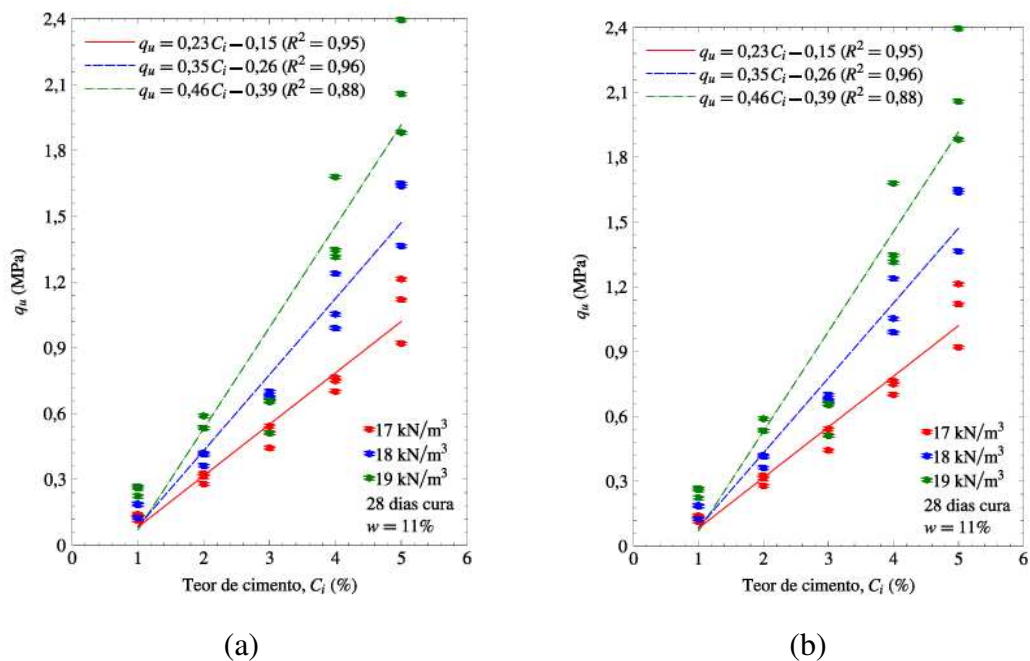 2,4
2,1
1,8
1,5
1,2
0,9
0,6
0,3
0
q_u (MPa)
q_u = 0,23C_i − 0,15 (R² = 0,95)
q_u = 0,35C_i − 0,26 (R² = 0,96)
q_u = 0,46C_i − 0,39 (R² = 0,88)
17 kN/m³
18 kN/m³
19 kN/m³
28 dias cura
w = 11%
0 1 2 3 4 5 6
Teor de cimento, C_i (%)
(a)
2,4
2,1
1,8
1,5
1,2
0,9
0,6
0,3
0
q_u (MPa)
q_u = 0,23C_i − 0,15 (R² = 0,95)
q_u = 0,35C_i − 0,26 (R² = 0,96)
q_u = 0,46C_i − 0,39 (R² = 0,88)
17 kN/m³
18 kN/m³
19 kN/m³
28 dias cura
w = 11%
0 1 2 3 4 5 6
Teor de cimento, C_i (%)
(b)